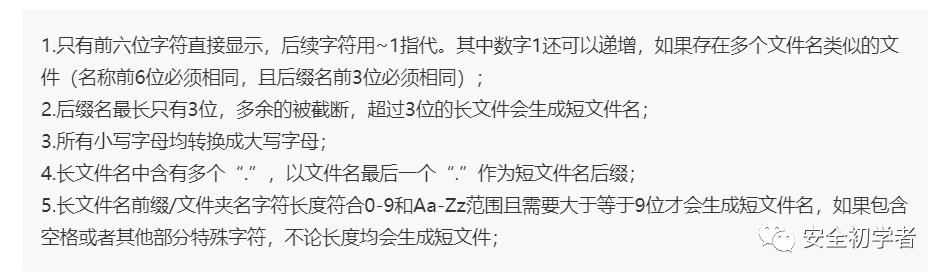 1.只有前六位字符直接显示，后续字符用~1指代。其中数字1还可以递增，如果存在多个文件名类似的文
件（名称前6位必须相同，且后缀名前3位必须相同）;
2.后缀名最长只有3位，多余的被截断，超过3位的长文件会生成短文件名；
3.所有小写字母均转换成大写字母；
4.长文件名中含有多个“.”，以文件名最后一个“.”作为短文件名后缀；
5.长文件名前缀/文件夹名字符长度符合0-9和Aa-Zz范围且需要大于等于9位才会生成短文件名，如果包含
空格或者其他部分特殊字符，不论长度均会生成短文件；
安全初学者